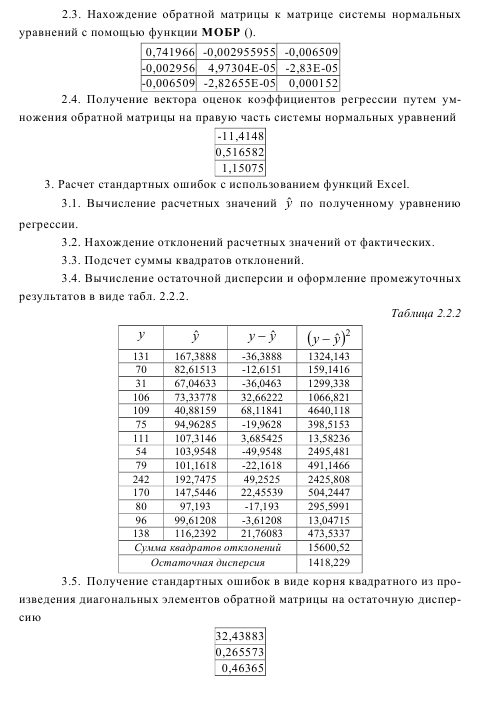 2.3. Нахождение обратной матрицы к матрице системы нормальных
уравнений с помощью функции МОБР ().
0,741966 -0,002955955 -0,006509
-0,002956 4,97304E-05 -2,83E-05
-0,006509 -2,82655E-05 0,000152
2.4. Получение вектора оценок коэффициентов регрессии путем ум-
ножения обратной матрицы на правую часть системы нормальных уравнений
-11,4148
0,516582
1,15075
3. Расчет стандартных ошибок с использованием функций Excel.
3.1. Вычисление расчетных значений ŷ по полученному уравнению
регрессии.
3.2. Нахождение отклонений расчетных значений от фактических.
3.3. Подсчет суммы квадратов отклонений.
3.4. Вычисление остаточной дисперсии и оформление промежуточных
результатов в виде табл. 2.2.2.
Таблица 2.2.2
y ŷ y − ŷ (y − ŷ)²
131 167,3888 -36,3888 1324,143
70 82,61513 -12,6151 159,1416
31 67,04633 -36,0463 1299,338
106 73,33778 32,66222 1066,821
109 40,88159 68,11841 4640,118
75 94,96285 -19,9628 398,5153
111 107,3146 3,685425 13,58236
54 103,9548 -49,9548 2495,481
79 101,1618 -22,1618 491,1466
242 192,7475 49,2525 2425,808
170 147,5446 22,45539 504,2447
80 97,193 -17,193 295,5991
96 99,61208 -3,61208 13,04715
138 116,2392 21,76083 473,5337
Сумма квадратов отклонений 15600,52
Остаточная дисперсия 1418,229
3.5. Получение стандартных ошибок в виде корня квадратного из про-
изведения диагональных элементов обратной матрицы на остаточную диспер-
сию
32,43883
0,265573
0,46365